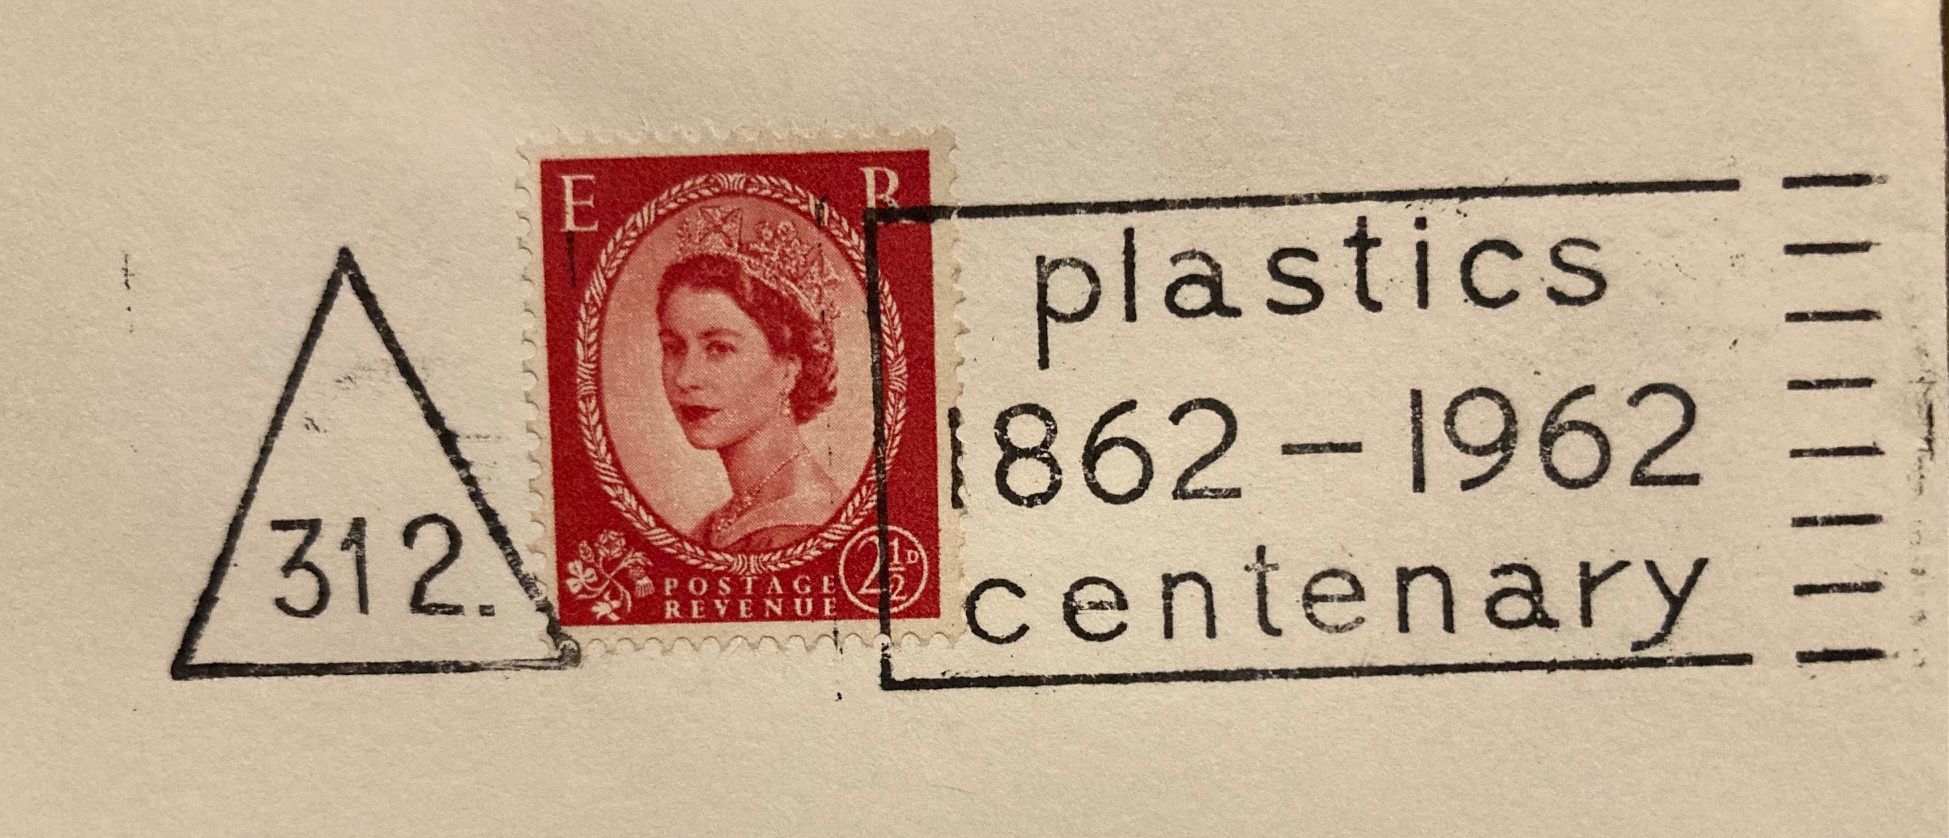 312.
E R
POSTAGE
REVENUE
2½D
plastics
1862 – 1962
centenary